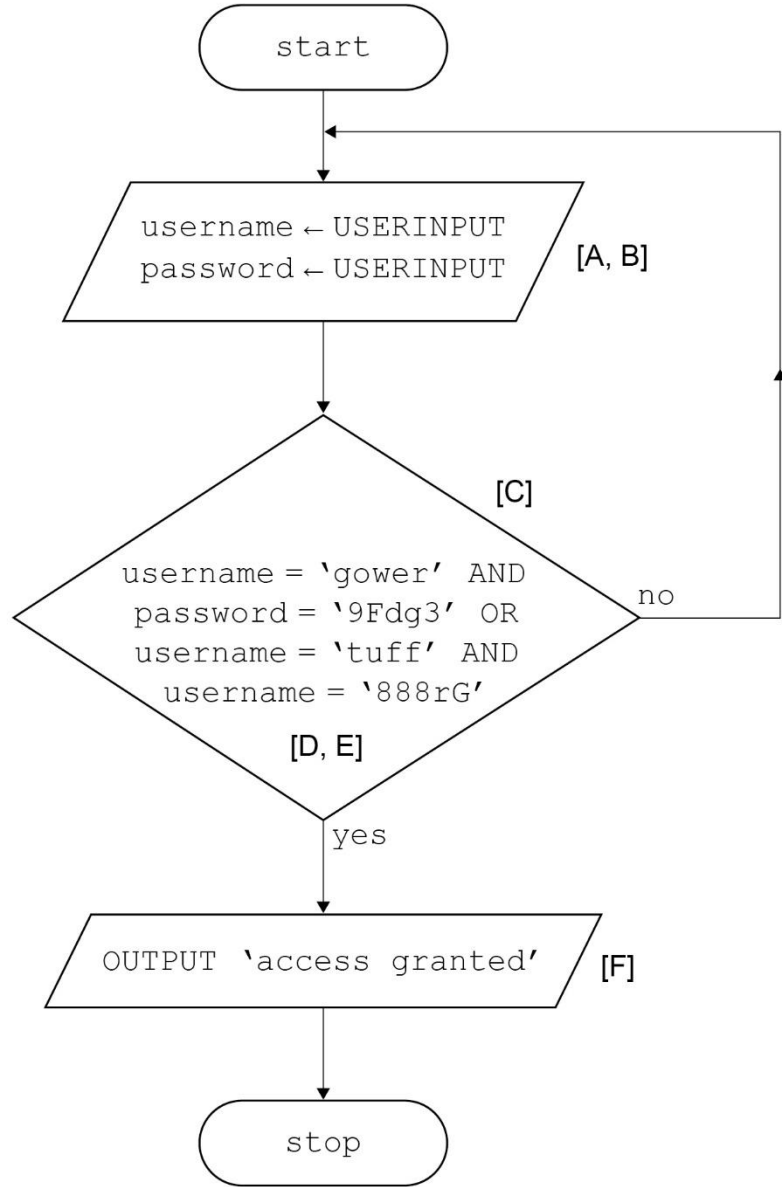 start
username ← USERINPUT
password ← USERINPUT
[A, B]
[C]
username = ‘gower’ AND
password = ‘9Fdg3’ OR
username = ‘tuff’ AND
username = ‘888rG’
[D, E]
no
yes
OUTPUT ‘access granted’
[F]
stop